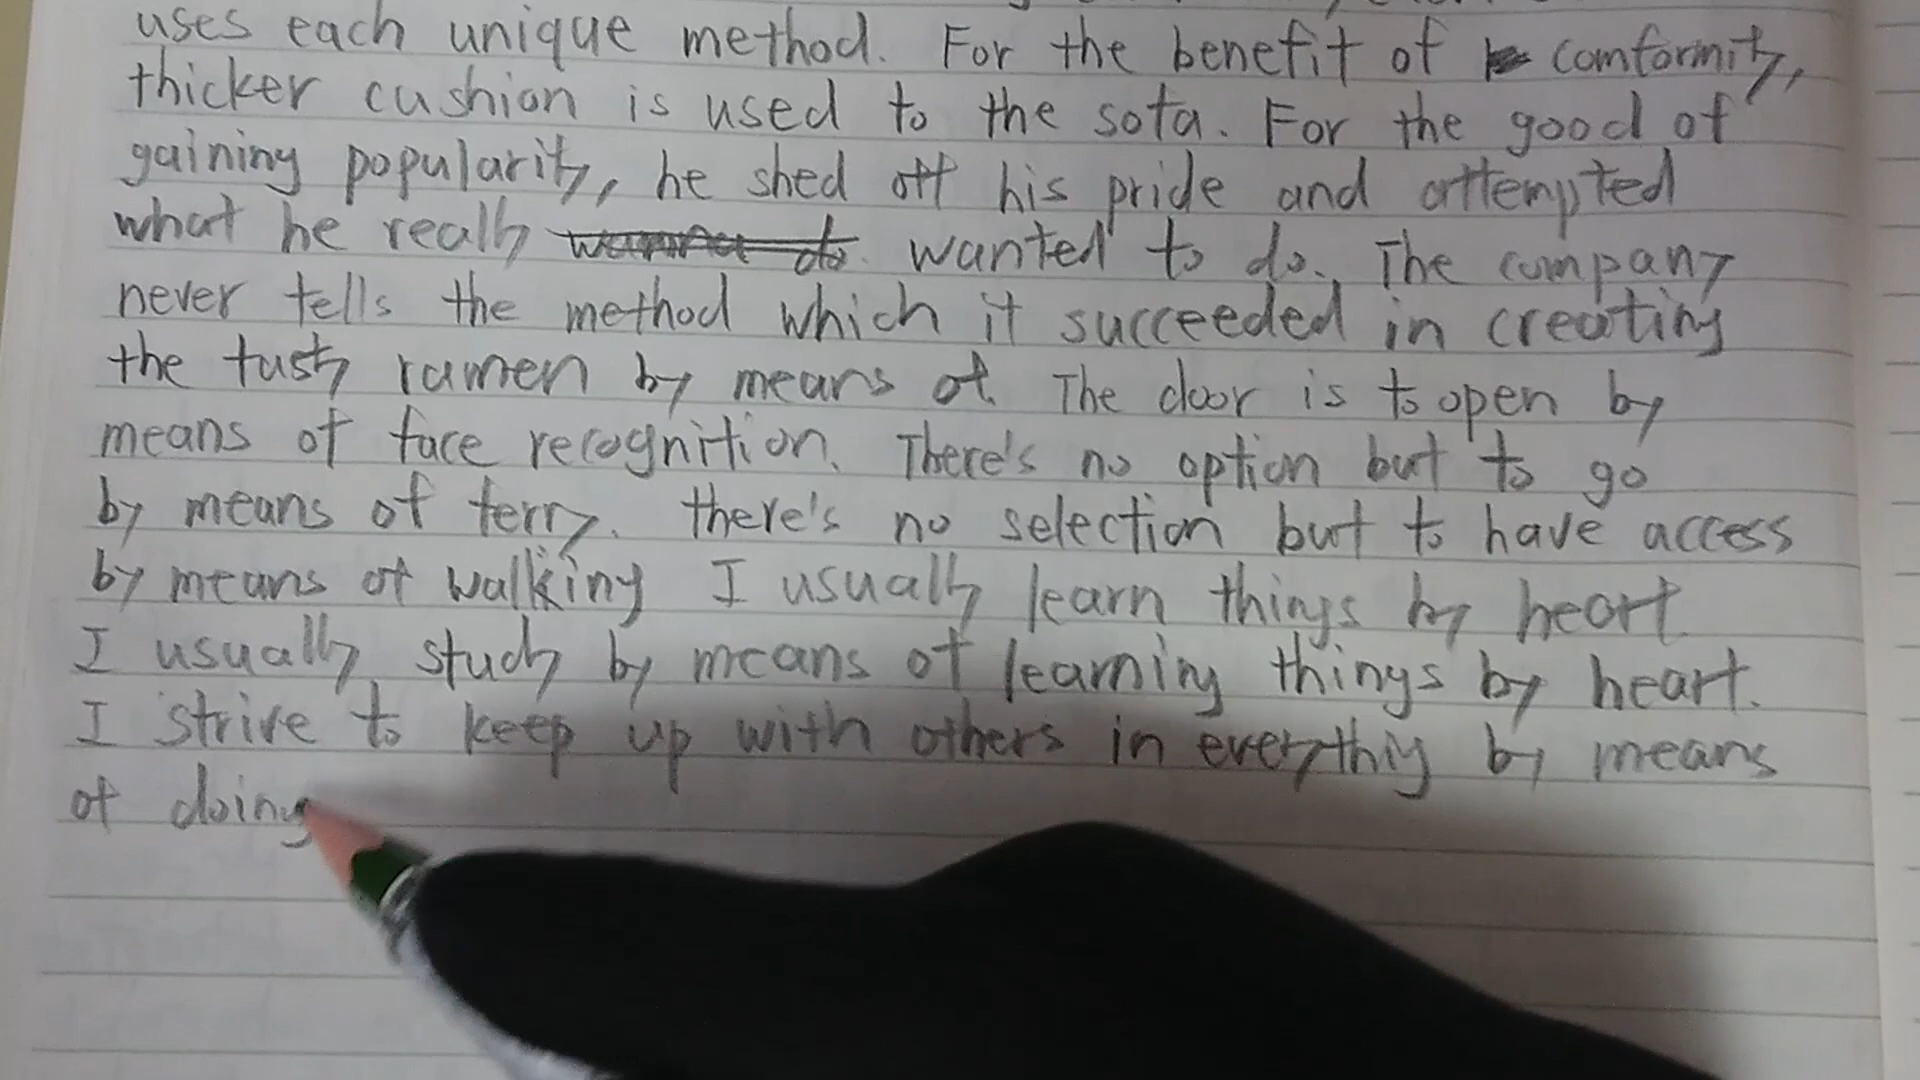 uses each unique method. For the benefit of comformity,
thicker cushion is used to the sofa. For the good of
gaining popularity, he shed off his pride and attempted
what he really wanna do wanted to do. The company
never tells the method which it succeeded in creating
the tasty ramen by means of. The door is to open by
means of face recognition. There's no option but to go
by means of ferry. there's no selection but to have access
by means of walking I usually learn things by heart
I usually study by means of learning things by heart.
I strive to keep up with others in everythig by means
of doing